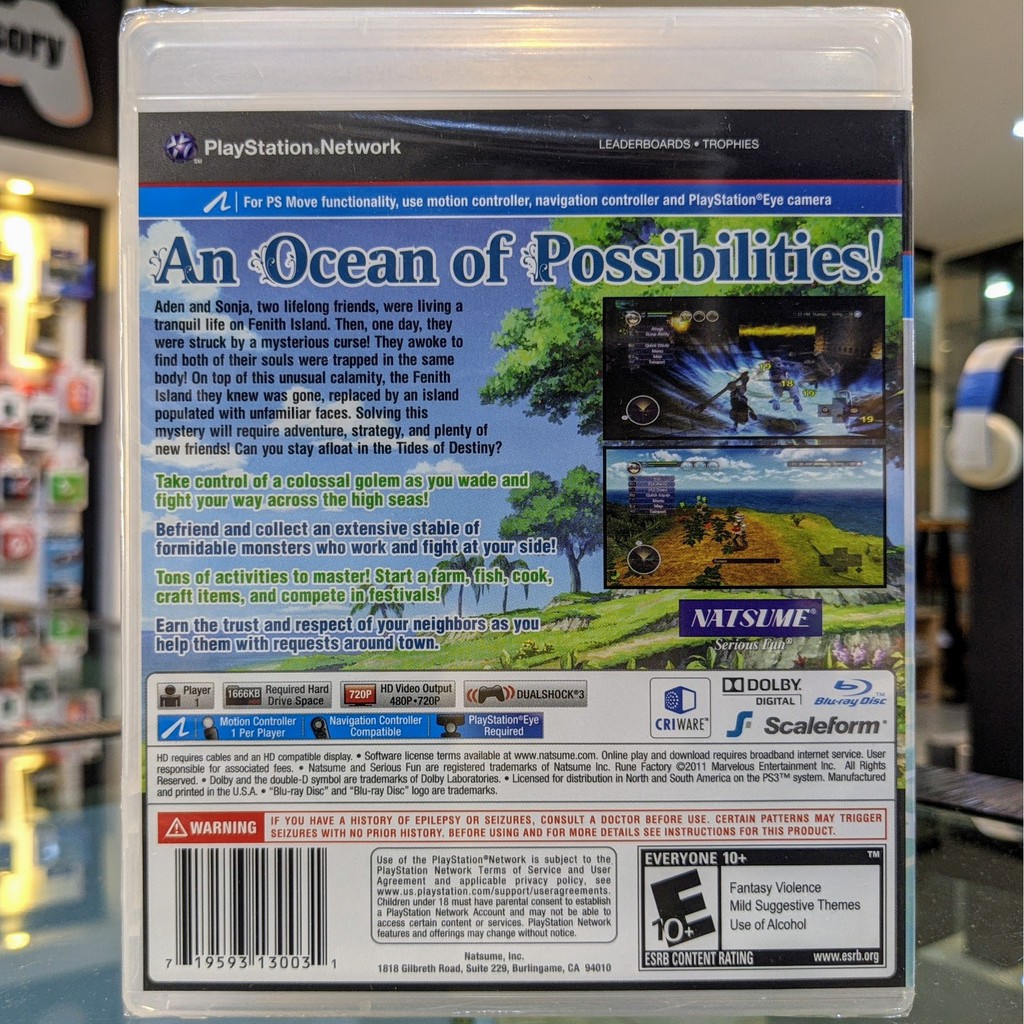 ory
PlayStation®Network
LEADERBOARDS • TROPHIES
For PS Move functionality, use motion controller, navigation controller and PlayStation®Eye camera
An Ocean of Possibilities!
Aden and Sonja, two lifelong friends, were living a
tranquil life on Fenith Island. Then, one day, they
were struck by a mysterious curse! They awoke to
find both of their souls were trapped in the same
body! On top of this unusual calamity, the Fenith
Island they knew was gone, replaced by an island
populated with unfamiliar faces. Solving this
mystery will require adventure, strategy, and plenty of
new friends! Can you stay afloat in the Tides of Destiny?
Take control of a colossal golem as you wade and
fight your way across the high seas!
Befriend and collect an extensive stable of
formidable monsters who work and fight at your side!
Tons of activities to master! Start a farm, fish, cook,
craft items, and compete in festivals!
Earn the trust and respect of your neighbors as you
help them with requests around town.
19
18
19
19
NATSUME®
Serious Fun®
Player
1
1666KB Required Hard
Drive Space
720P HD Video Output
480P•720P
DUALSHOCK®3
Motion Controller
1 Per Player
Navigation Controller
Compatible
PlayStation®Eye
Required
CRIWARE™
DOLBY
DIGITAL
Blu-ray Disc™
Scaleform®
HD requires cables and an HD compatible display. • Software license terms available at www.natsume.com. Online play and download requires broadband internet service. User
responsible for associated fees. • Natsume and Serious Fun are registered trademarks of Natsume Inc. Rune Factory ©2011 Marvelous Entertainment Inc. All Rights
Reserved. • Dolby and the double-D symbol are trademarks of Dolby Laboratories. • Licensed for distribution in North and South America on the PS3™ system. Manufactured
and printed in the U.S.A. • "Blu-ray Disc" and "Blu-ray Disc" logo are trademarks.
WARNING
IF YOU HAVE A HISTORY OF EPILEPSY OR SEIZURES, CONSULT A DOCTOR BEFORE USE. CERTAIN PATTERNS MAY TRIGGER
SEIZURES WITH NO PRIOR HISTORY. BEFORE USING AND FOR MORE DETAILS SEE INSTRUCTIONS FOR THIS PRODUCT.
7 19593 13003 1
Use of the PlayStation®Network is subject to the
PlayStation Network Terms of Service and User
Agreement and applicable privacy policy, see
www.us.playstation.com/support/useragreements.
Children under 18 must have parental consent to establish
a PlayStation Network Account and may not be able to
access certain content or services. PlayStation Network
features and offerings may change without notice.
Natsume, Inc.
1818 Gilbreth Road, Suite 229, Burlingame, CA 94010
EVERYONE 10+ ™
E
10+
Fantasy Violence
Mild Suggestive Themes
Use of Alcohol
ESRB CONTENT RATING www.esrb.org